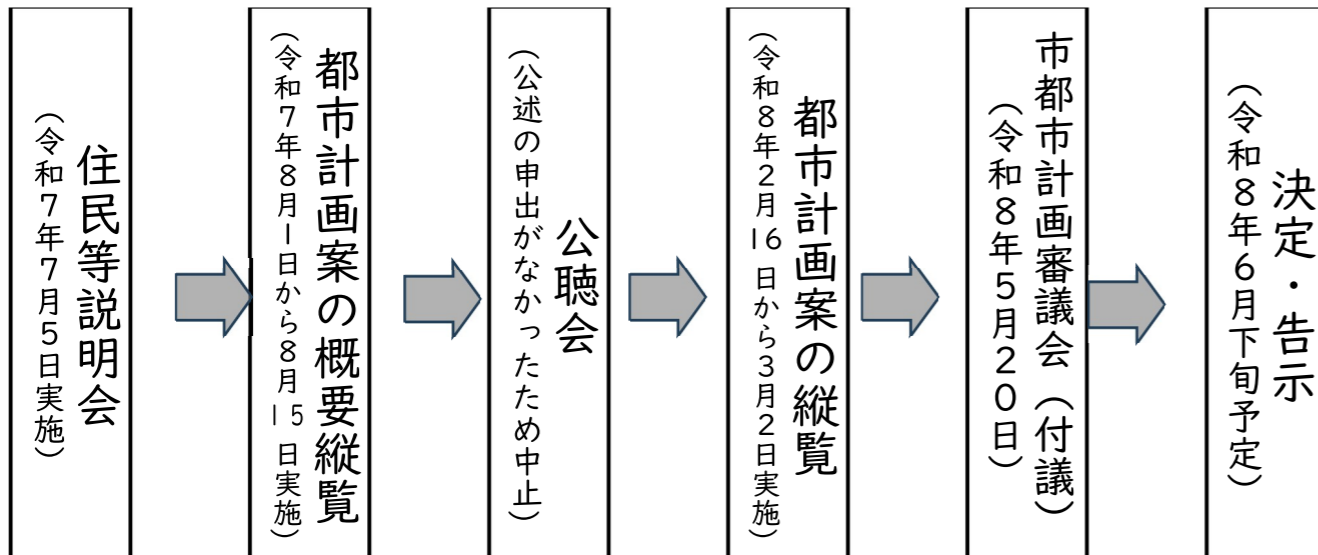 住民等説明会
（令和７年７月５日実施）
都市計画案の概要縦覧
（令和７年８月１日から８月15日実施）
公聴会
（公述の申出がなかったため中止）
都市計画案の縦覧
（令和８年２月16日から３月２日実施）
市都市計画審議会（付議）
（令和８年５月２０日）
決定・告示
（令和８年６月下旬予定）